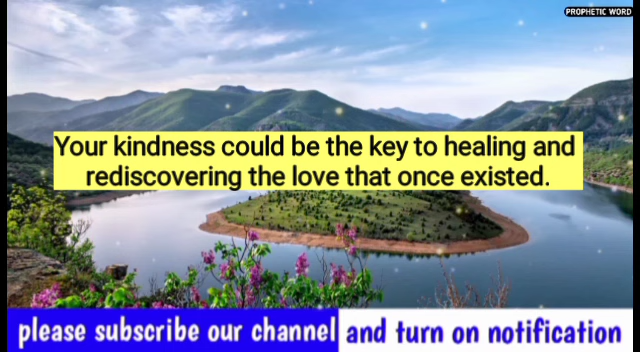 PROPHETIC WORD
Your kindness could be the key to healing and
rediscovering the love that once existed.
please subscribe our channel and turn on notification